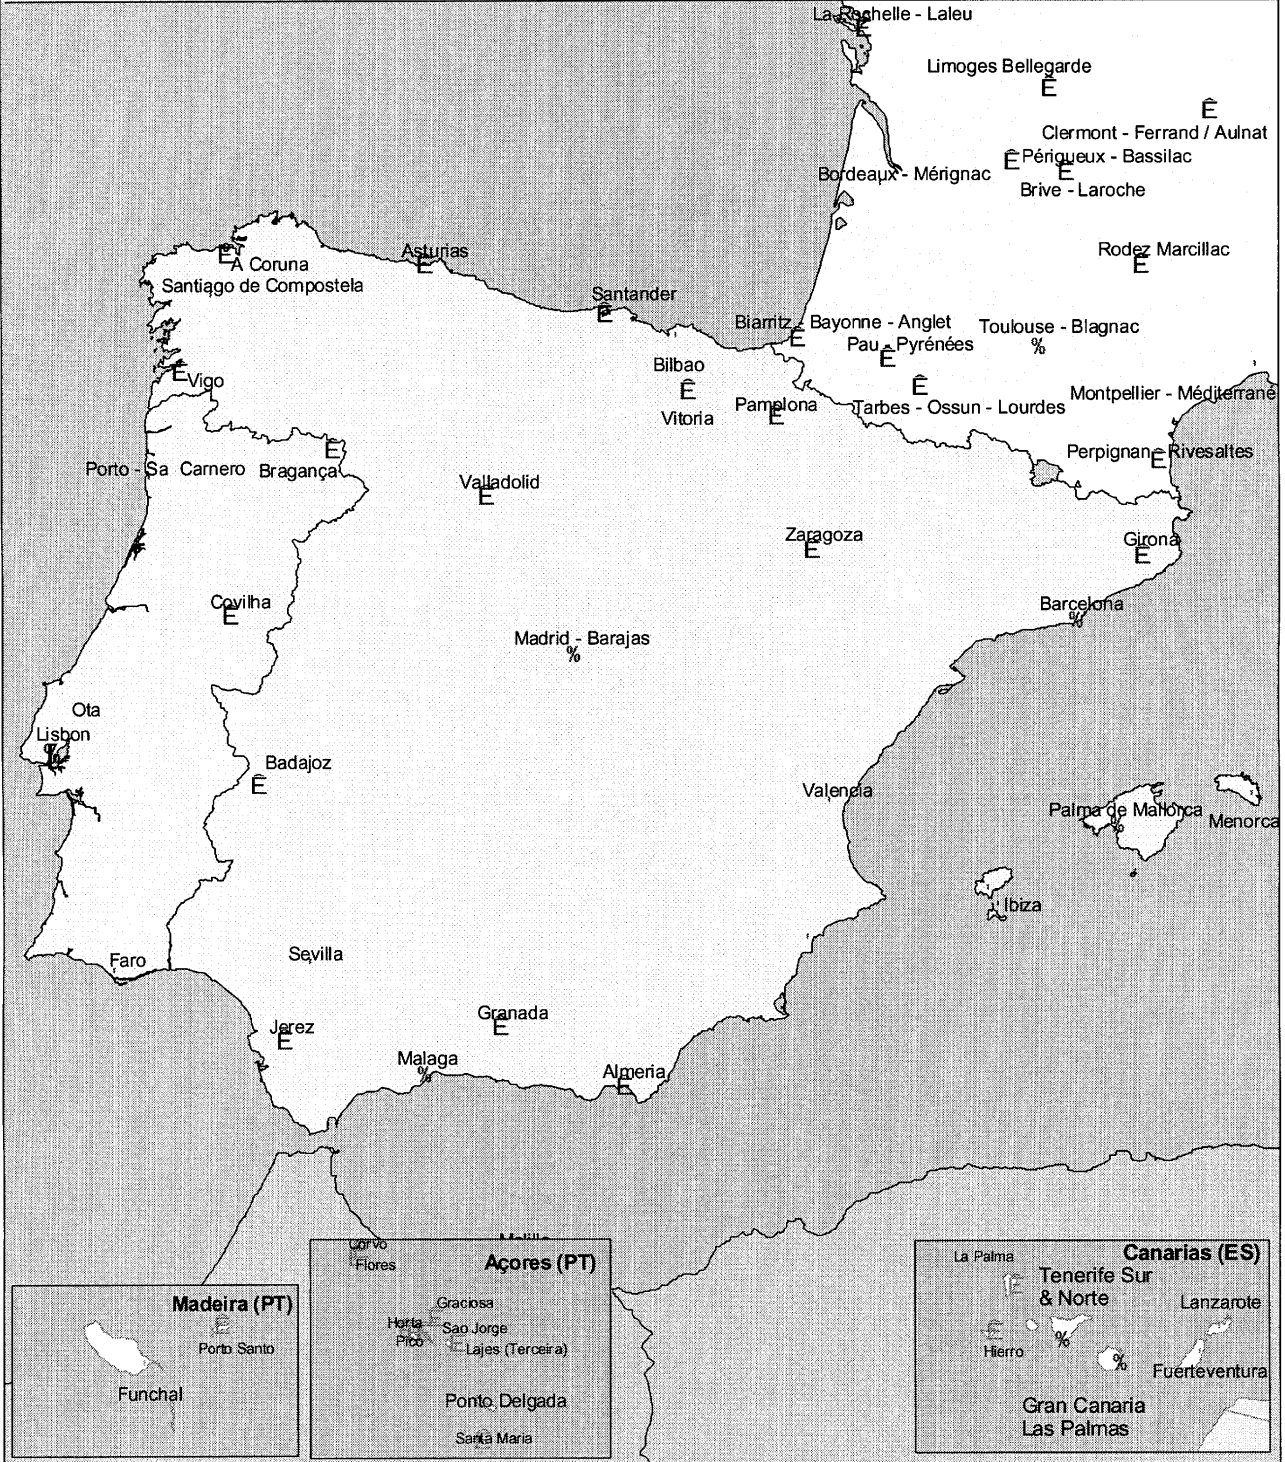 La Rochelle - Laleu
Limoges Bellegarde
Clermont - Ferrand / Aulnat
Périgueux - Bassilac
Bordeaux - Mérignac
Brive - Laroche
Rodez Marcillac
Asturias
A Coruna
Santiago de Compostela
Santander
Biarritz - Bayonne - Anglet
Toulouse - Blagnac
%
Pau - Pyrénées
Bilbao
Vigo
Vitoria
Pamplona
Tarbes - Ossun - Lourdes
Montpellier - Méditerrané
Perpignan - Rivesaltes
Porto - Sa Carnero
Bragança
Valladolid
Zaragoza
Girona
Covilha
Barcelona
%
Madrid - Barajas
%
Ota
Lisbon
Badajoz
Valencia
Palma de Mallorca
%
Menorca
Ibiza
Sevilla
Faro
Granada
Jerez
Malaga
%
Almeria
Madeira (PT)
Porto Santo
Funchal
Açores (PT)
Corvo
Flores
Graciosa
Horta
Sao Jorge
Pico
Lajes (Terceira)
Ponto Delgada
Santa Maria
Canarias (ES)
La Palma
Tenerife Sur
& Norte
Lanzarote
Hierro
%
%
Fuerteventura
Gran Canaria
Las Palmas